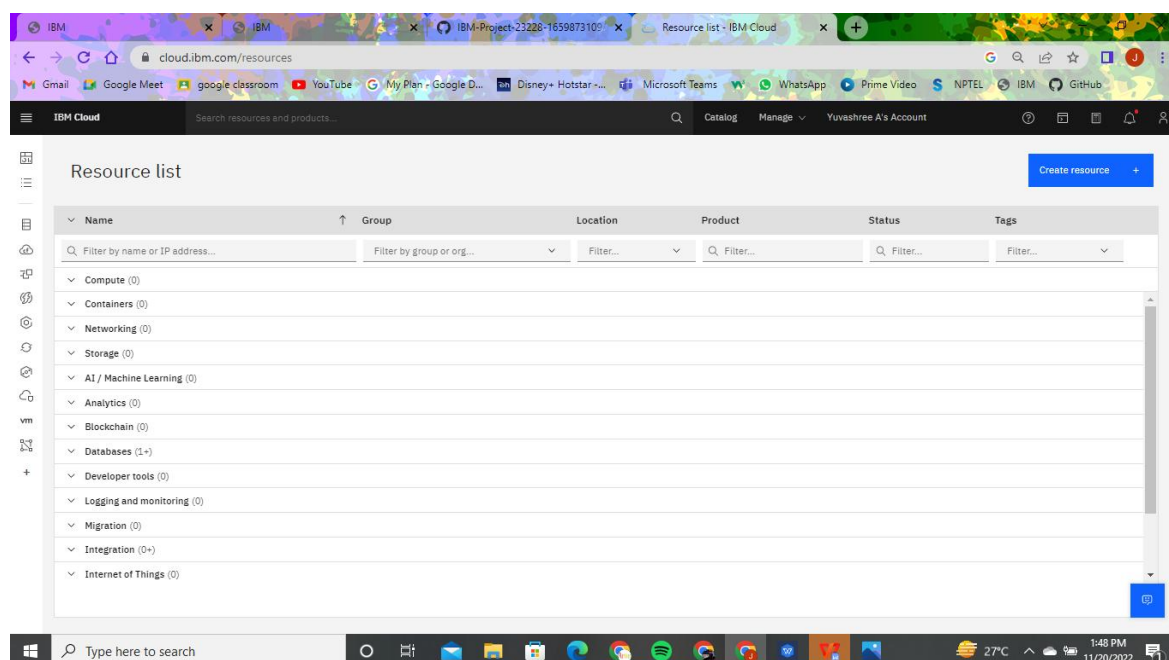 IBM
IBM
IBM-Project-23228-1659873109
Resource list - IBM Cloud
cloud.ibm.com/resources
Gmail Google Meet google classroom YouTube My Plan - Google D... Disney+ Hotstar -... Microsoft Teams WhatsApp Prime Video NPTEL IBM GitHub
IBM Cloud Search resources and products... Catalog Manage Yuvashree A's Account
Resource list
Create resource +
Name Group Location Product Status Tags
Filter by name or IP address... Filter by group or org... Filter... Filter... Filter... Filter...
Compute (0)
Containers (0)
Networking (0)
Storage (0)
AI / Machine Learning (0)
Analytics (0)
Blockchain (0)
vm
Databases (1+)
Developer tools (0)
Logging and monitoring (0)
Migration (0)
Integration (0+)
Internet of Things (0)
Type here to search
27°C
1:48 PM
11/20/2022